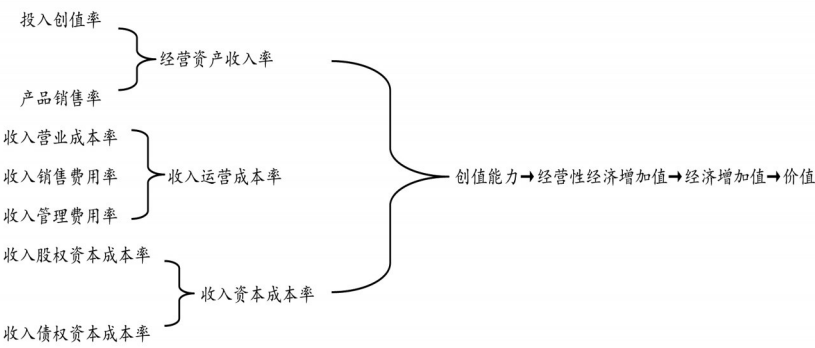 投入创值率
经营资产收入率
产品销售率
收入营业成本率
收入销售费用率
收入运营成本率
创值能力→经营性经济增加值→经济增加值→价值
收入管理费用率
收入股权资本成本率
收入资本成本率
收入债权资本成本率